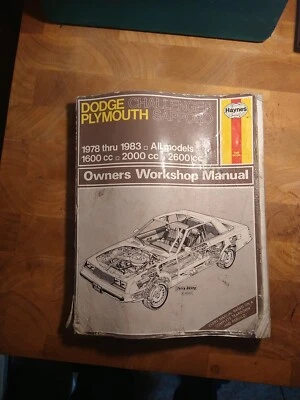 DODGE CHALLENGER
PLYMOUTH SAPPORO
Haynes
1978 thru 1983 □ All models
1600 cc □ 2000 cc □ 2600 cc
Owners Workshop Manual